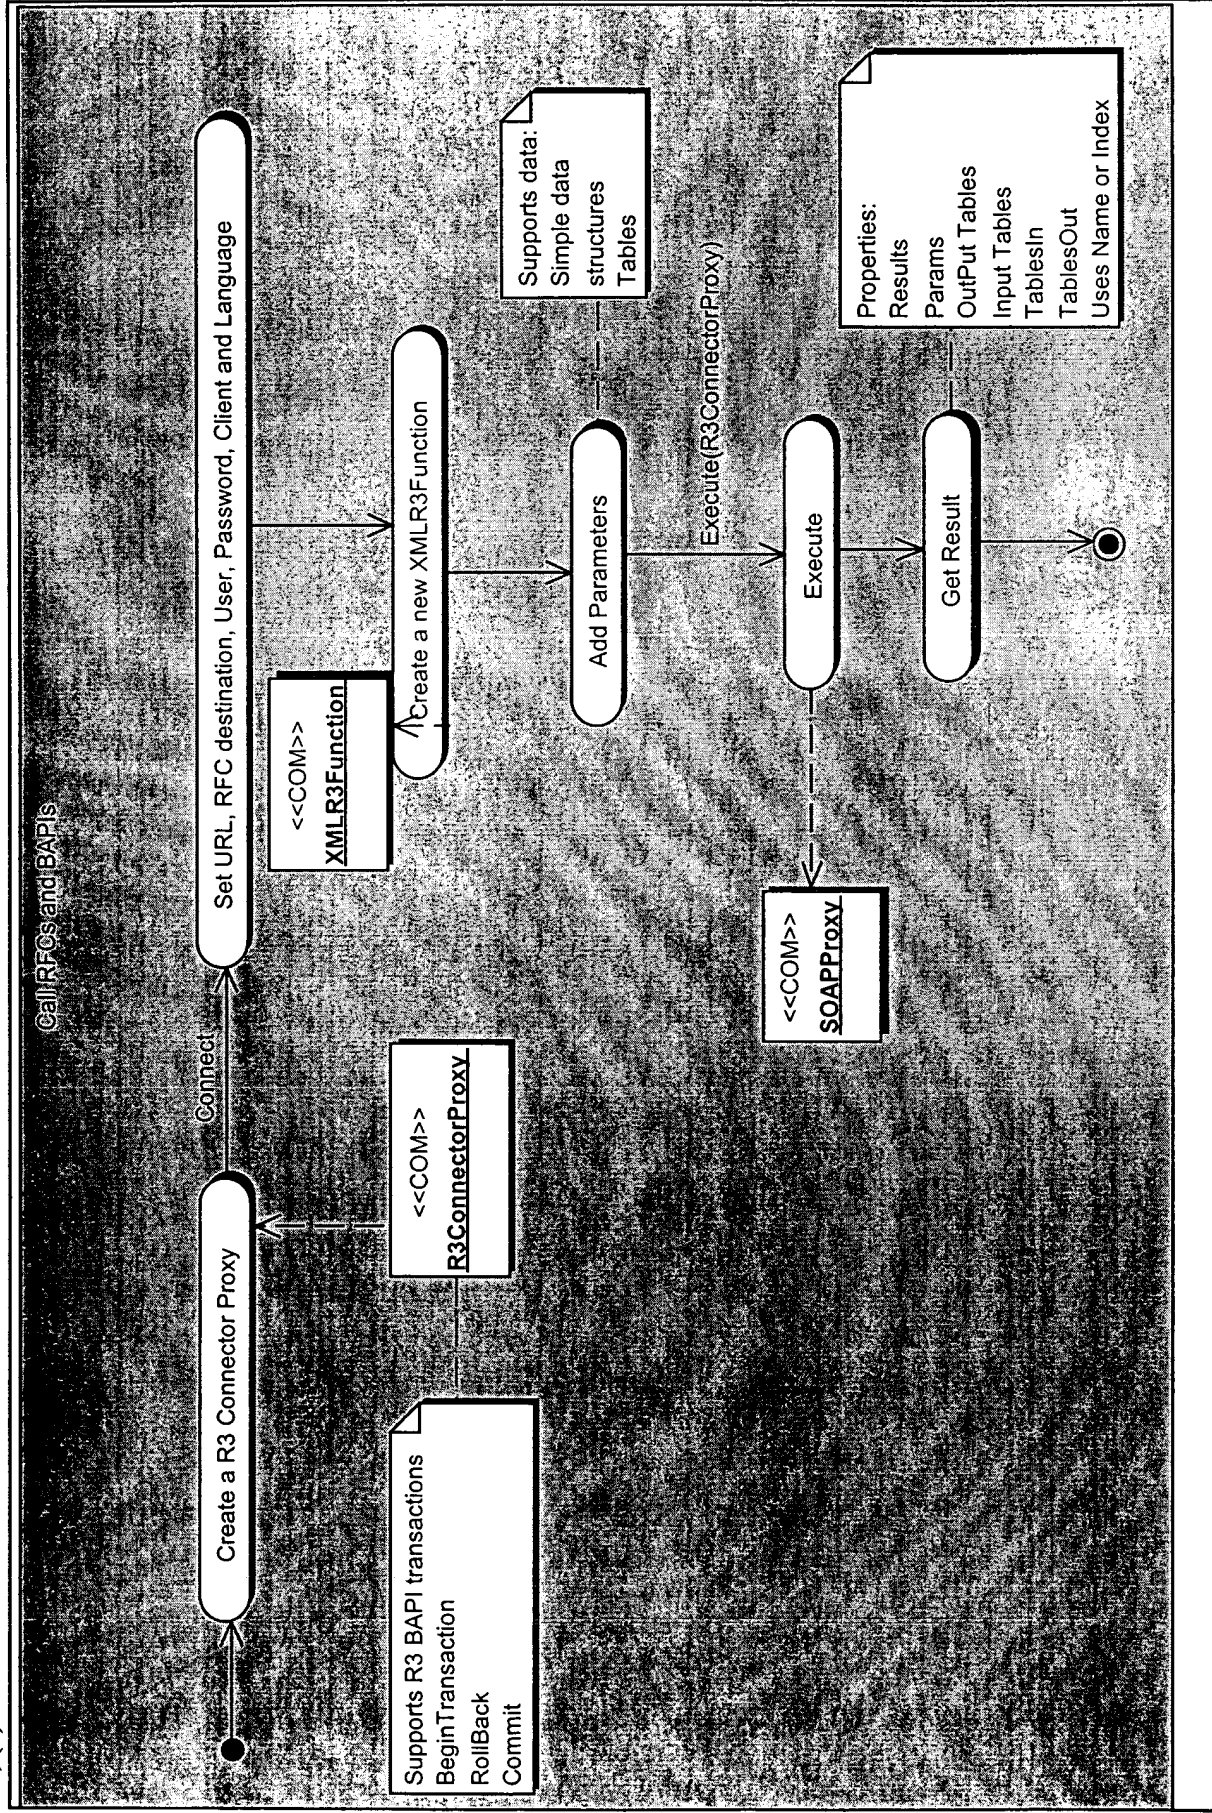 Call RFCs and BAPIs
Create a R3 Connector Proxy
Connect
Set URL, RFC destination, User, Password, Client and Language
<<COM>>
R3ConnectorProxy
Supports R3 BAPI transactions
BeginTransaction
RollBack
Commit
<<COM>>
XMLR3Function
Create a new XMLR3Function
Add Parameters
Supports data:
Simple data
structures
Tables
Execute(R3ConnectorProxy)
<<COM>>
SOAPProxy
Execute
Get Result
Properties:
Results
Params
OutPut Tables
Input Tables
TablesIn
TablesOut
Uses Name or Index